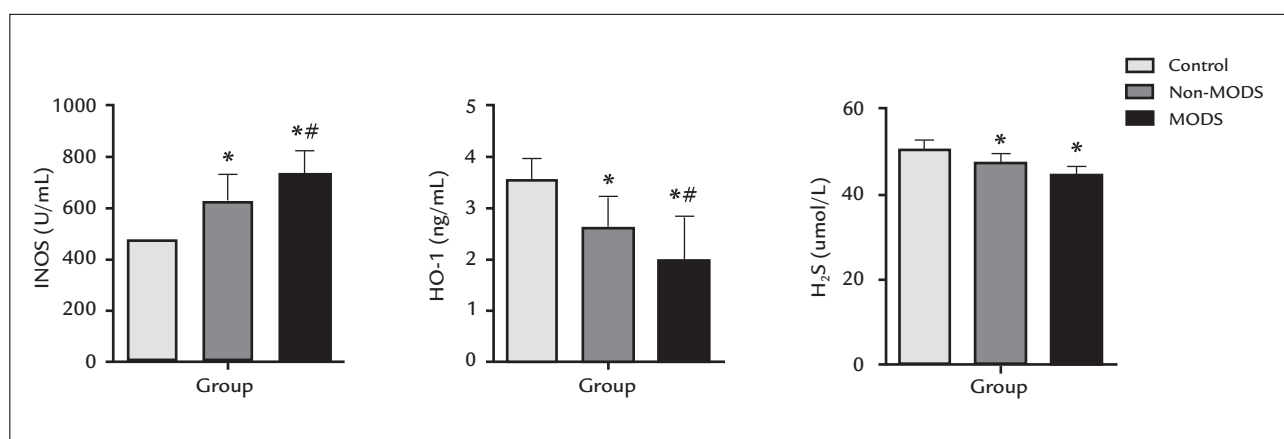 Control
Non-MODS
MODS
INOS (U/mL)
1000
800
600
400
200
0
*
*#
Group
HO-1 (ng/mL)
5
4
3
2
1
0
*
*#
Group
H₂S (umol/L)
60
40
20
0
*
*
Group